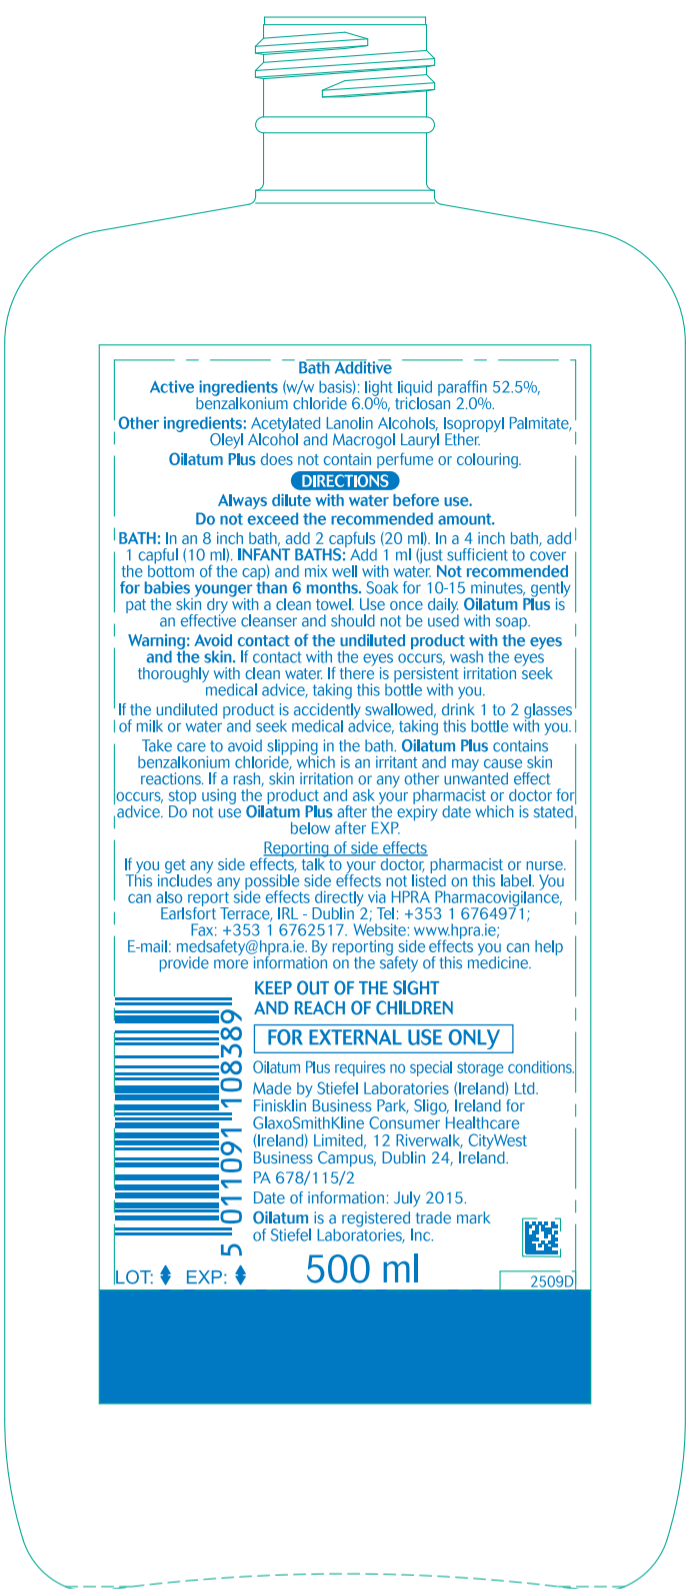 Bath Additive
Active ingredients (w/w basis): light liquid paraffin 52.5%,
benzalkonium chloride 6.0%, triclosan 2.0%.
Other ingredients: Acetylated Lanolin Alcohols, Isopropyl Palmitate,
Oleyl Alcohol and Macrogol Lauryl Ether.
Oilatum Plus does not contain perfume or colouring.
DIRECTIONS
Always dilute with water before use.
Do not exceed the recommended amount.
BATH: In an 8 inch bath, add 2 capfuls (20 ml). In a 4 inch bath, add
1 capful (10 ml). INFANT BATHS: Add 1 ml (just sufficient to cover
the bottom of the cap) and mix well with water. Not recommended
for babies younger than 6 months. Soak for 10-15 minutes, gently
pat the skin dry with a clean towel. Use once daily. Oilatum Plus is
an effective cleanser and should not be used with soap.
Warning: Avoid contact of the undiluted product with the eyes
and the skin. If contact with the eyes occurs, wash the eyes
thoroughly with clean water. If there is persistent irritation seek
medical advice, taking this bottle with you.
If the undiluted product is accidently swallowed, drink 1 to 2 glasses
of milk or water and seek medical advice, taking this bottle with you.
Take care to avoid slipping in the bath. Oilatum Plus contains
benzalkonium chloride, which is an irritant and may cause skin
reactions. If a rash, skin irritation or any other unwanted effect
occurs, stop using the product and ask your pharmacist or doctor for
advice. Do not use Oilatum Plus after the expiry date which is stated
below after EXP.
Reporting of side effects
If you get any side effects, talk to your doctor, pharmacist or nurse.
This includes any possible side effects not listed on this label. You
can also report side effects directly via HPRA Pharmacovigilance,
Earlsfort Terrace, IRL - Dublin 2; Tel: +353 1 6764971;
Fax: +353 1 6762517. Website: www.hpra.ie;
E-mail: medsafety@hpra.ie. By reporting side effects you can help
provide more information on the safety of this medicine.
KEEP OUT OF THE SIGHT
AND REACH OF CHILDREN
FOR EXTERNAL USE ONLY
Oilatum Plus requires no special storage conditions.
Made by Stiefel Laboratories (Ireland) Ltd.
Finisklin Business Park, Sligo, Ireland for
GlaxoSmithKline Consumer Healthcare
(Ireland) Limited, 12 Riverwalk, CityWest
Business Campus, Dublin 24, Ireland.
PA 678/115/2
Date of information: July 2015.
Oilatum is a registered trade mark
of Stiefel Laboratories, Inc.
5 011091 108389
LOT: EXP:
500 ml
2509D